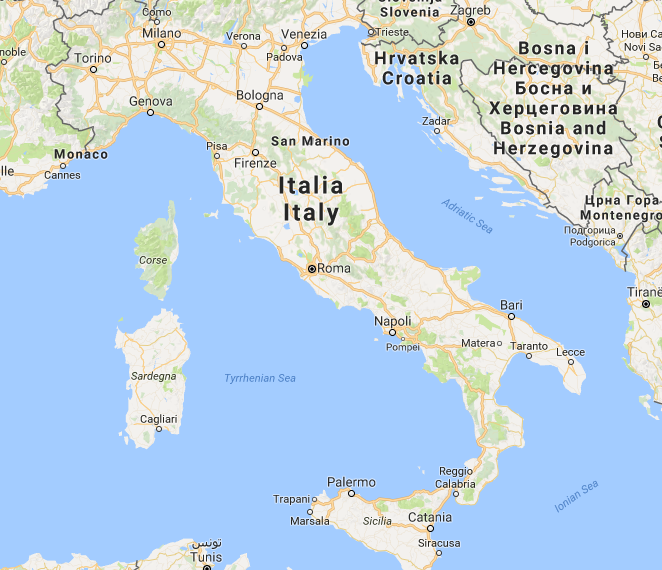 Como
Slovenia
Zagreb
Milano
Verona
Venezia
Trieste
Padova
Torino
Hrvatska
Croatia
Bosna i
Hercegovina
Босна и
Херцеговина
Bosnia and
Herzegovina
Genova
Bologna
Zadar
Monaco
Cannes
Pisa
Firenze
San Marino
Italia
Italy
Adriatic Sea
Црна Гора
Montenegro
Подгорица
Podgorica
Corse
Roma
Tiranë
Bari
Napoli
Pompei
Matera
Taranto
Lecce
Sardegna
Tyrrhenian Sea
Cagliari
Reggio
Calabria
Palermo
Trapani
Marsala
Sicilia
Catania
Siracusa
Ionian Sea
تونس
Tunis